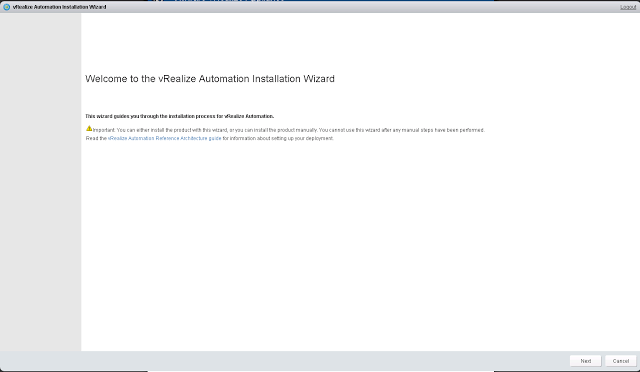 vRealize Automation Installation Wizard
Logout
Welcome to the vRealize Automation Installation Wizard
This wizard guides you through the installation process for vRealize Automation.
Important: You can either install the product with this wizard, or you can install the product manually. You cannot use this wizard after any manual steps have been performed.
Read the vRealize Automation Reference Architecture guide for information about setting up your deployment.
Next
Cancel